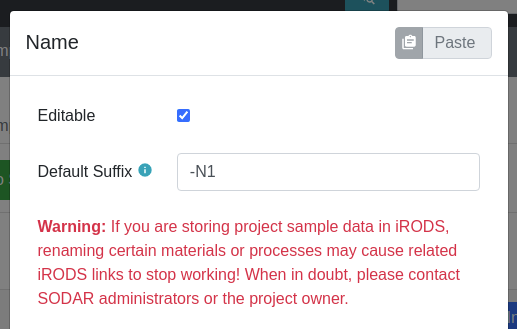 Name
Paste
Editable
Default Suffix
-N1
Warning: If you are storing project sample data in iRODS,
renaming certain materials or processes may cause related
iRODS links to stop working! When in doubt, please contact
SODAR administrators or the project owner.